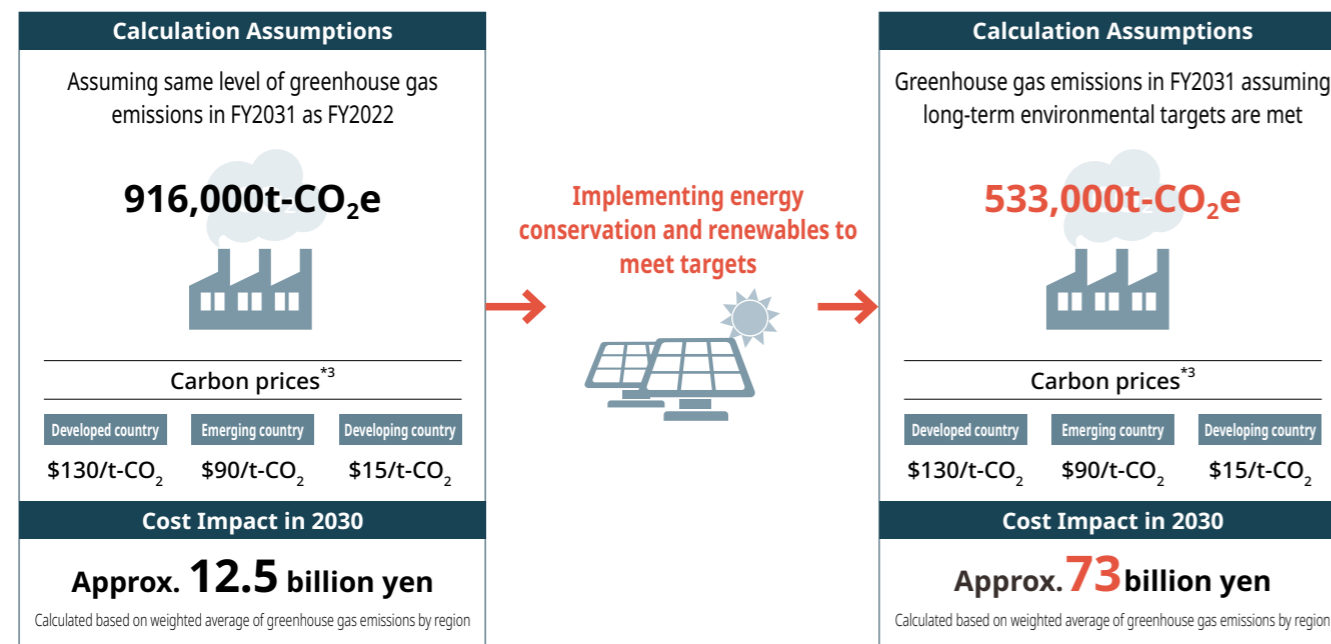 Calculation Assumptions
Assuming same level of greenhouse gas
emissions in FY2031 as FY2022
916,000t-CO₂e
Carbon prices*3
Developed country
Emerging country
Developing country
$130/t-CO₂
$90/t-CO₂
$15/t-CO₂
Cost Impact in 2030
Approx. 12.5 billion yen
Calculated based on weighted average of greenhouse gas emissions by region
Implementing energy
conservation and renewables to
meet targets
Calculation Assumptions
Greenhouse gas emissions in FY2031 assuming
long-term environmental targets are met
533,000t-CO₂e
Carbon prices*3
Developed country
Emerging country
Developing country
$130/t-CO₂
$90/t-CO₂
$15/t-CO₂
Cost Impact in 2030
Approx. 73 billion yen
Calculated based on weighted average of greenhouse gas emissions by region